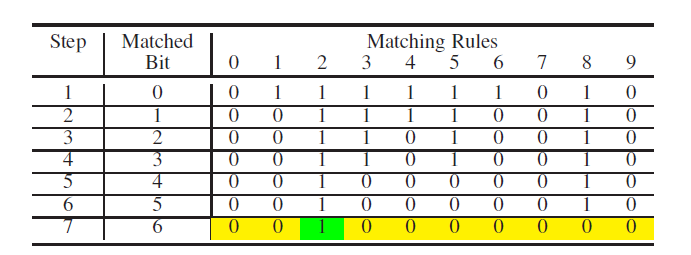 Step Matched Matching Rules
Bit 0 1 2 3 4 5 6 7 8 9
1 0 0 1 1 1 1 1 1 0 1 0
2 1 0 0 1 1 1 1 0 0 1 0
3 2 0 0 1 1 0 1 0 0 1 0
4 3 0 0 1 1 0 1 0 0 1 0
5 4 0 0 1 0 0 0 0 0 1 0
6 5 0 0 1 0 0 0 0 0 1 0
7 6 0 0 1 0 0 0 0 0 0 0